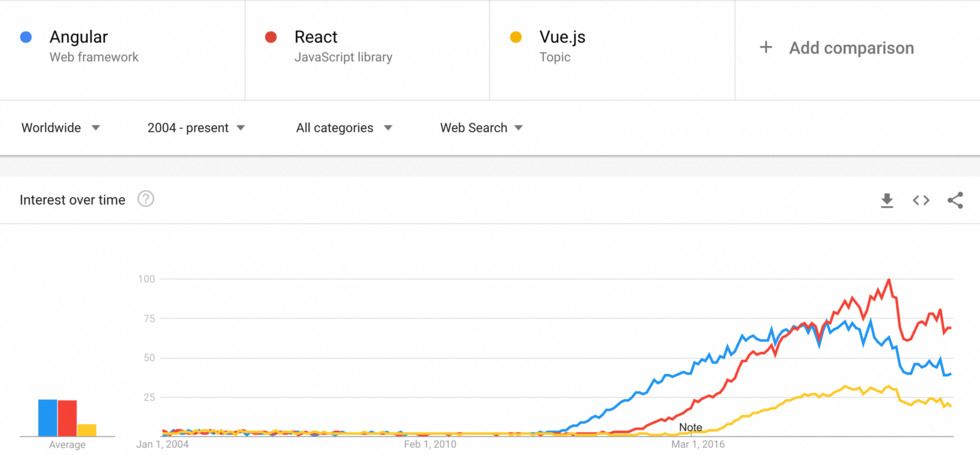 Angular
Web framework
React
JavaScript library
Vue.js
Topic
+ Add comparison
Worldwide
2004 - present
All categories
Web Search
Interest over time
?
100
75
50
25
Note
Average
Jan 1, 2004
Feb 1, 2010
Mar 1, 2016